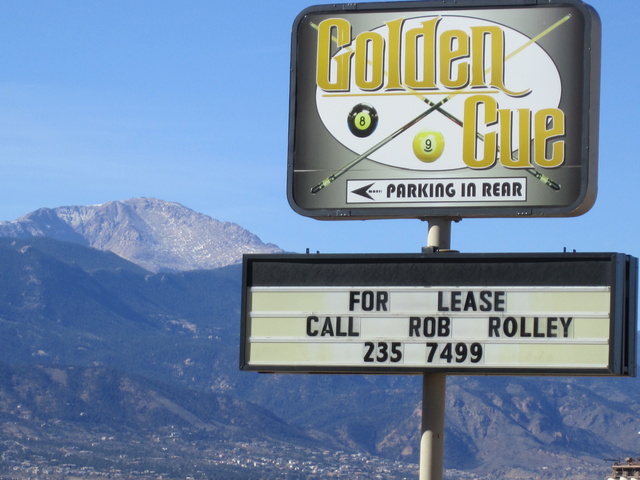 Golden
Cue
8
9
PARKING IN REAR
FOR LEASE
CALL ROB ROLLEY
235 7499